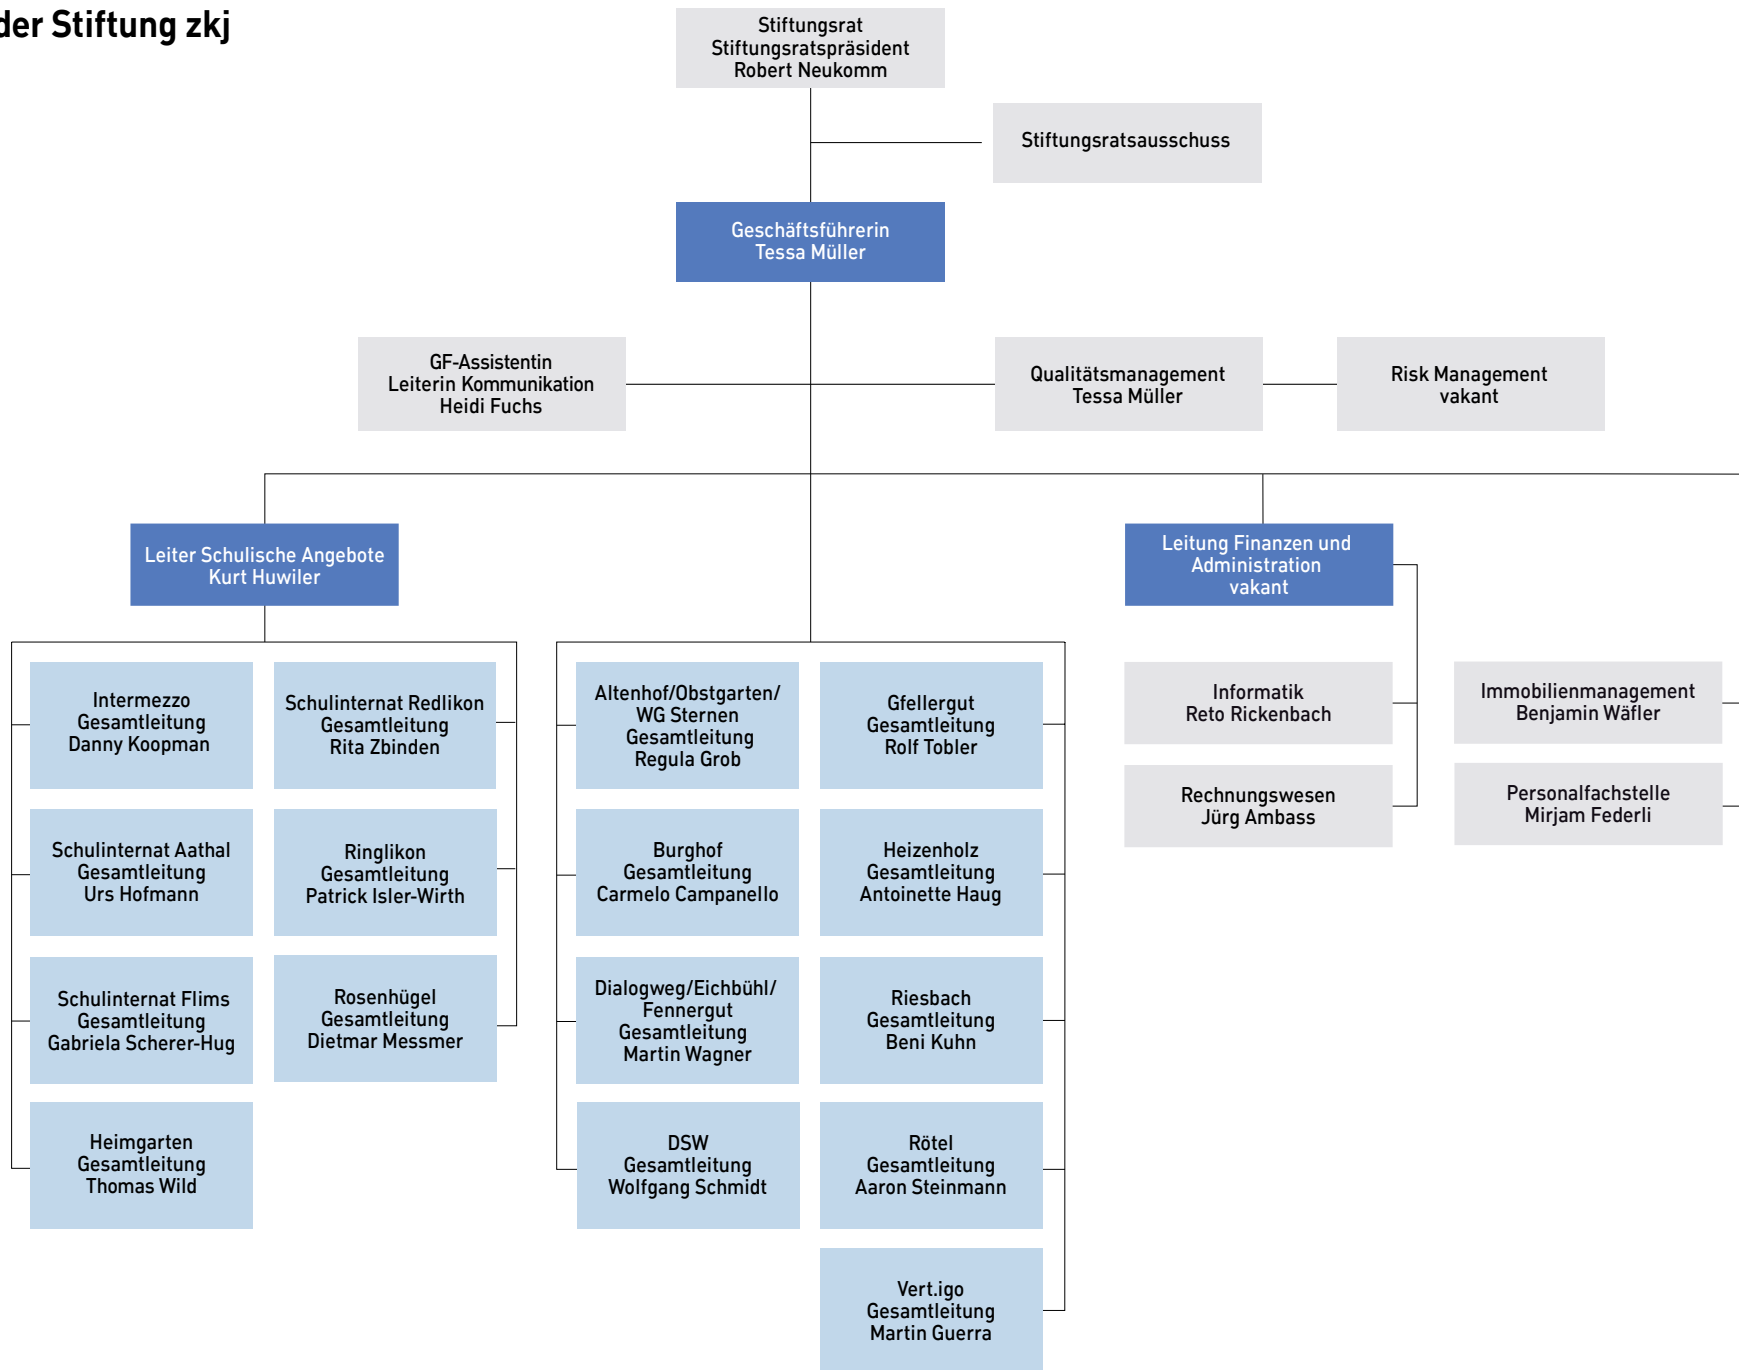 der Stiftung zkj
Stiftungsrat
Stiftungsratspräsident
Robert Neukomm
Stiftungsratsausschuss
Geschäftsführerin
Tessa Müller
GF-Assistentin
Leiterin Kommunikation
Heidi Fuchs
Qualitätsmanagement
Tessa Müller
Risk Management
vakant
Leiter Schulische Angebote
Kurt Huwiler
Leitung Finanzen und
Administration
vakant
Intermezzo
Gesamtleitung
Danny Koopman
Schulinternat Redlikon
Gesamtleitung
Rita Zbinden
Altenhof/Obstgarten/
WG Sternen
Gesamtleitung
Regula Grob
Gfellergut
Gesamtleitung
Rolf Tobler
Informatik
Reto Rickenbach
Immobilienmanagement
Benjamin Wäfler
Rechnungswesen
Jürg Ambass
Personalfachstelle
Mirjam Federli
Schulinternat Aathal
Gesamtleitung
Urs Hofmann
Ringlikon
Gesamtleitung
Patrick Isler-Wirth
Burghof
Gesamtleitung
Carmelo Campanello
Heizenholz
Gesamtleitung
Antoinette Haug
Schulinternat Flims
Gesamtleitung
Gabriela Scherer-Hug
Rosenhügel
Gesamtleitung
Dietmar Messmer
Dialogweg/Eichbühl/
Fennergut
Gesamtleitung
Martin Wagner
Riesbach
Gesamtleitung
Beni Kuhn
Heimgarten
Gesamtleitung
Thomas Wild
DSW
Gesamtleitung
Wolfgang Schmidt
Rötel
Gesamtleitung
Aaron Steinmann
Vert.igo
Gesamtleitung
Martin Guerra